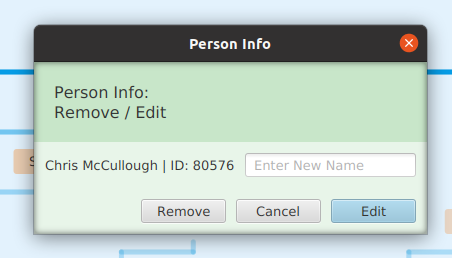 Person Info
Person Info:
Remove / Edit
Chris McCullough | ID: 80576 Enter New Name
Remove Cancel Edit